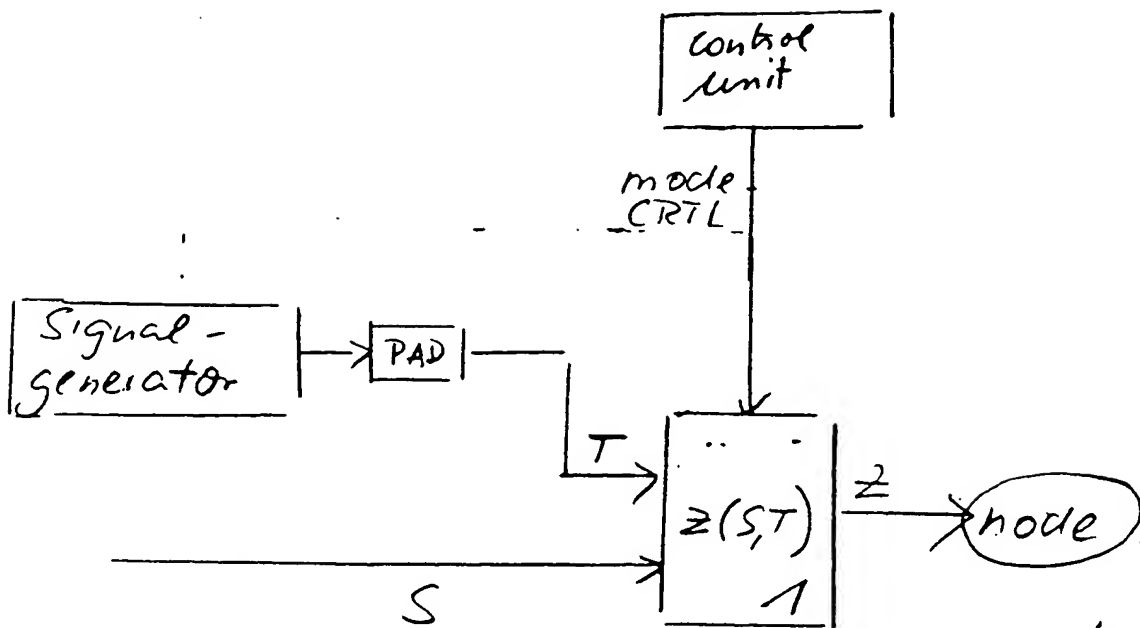 control
unit
mode
CRTL
Signal-
generator
PAD
T
Z(S,T)
1
Z
node
S